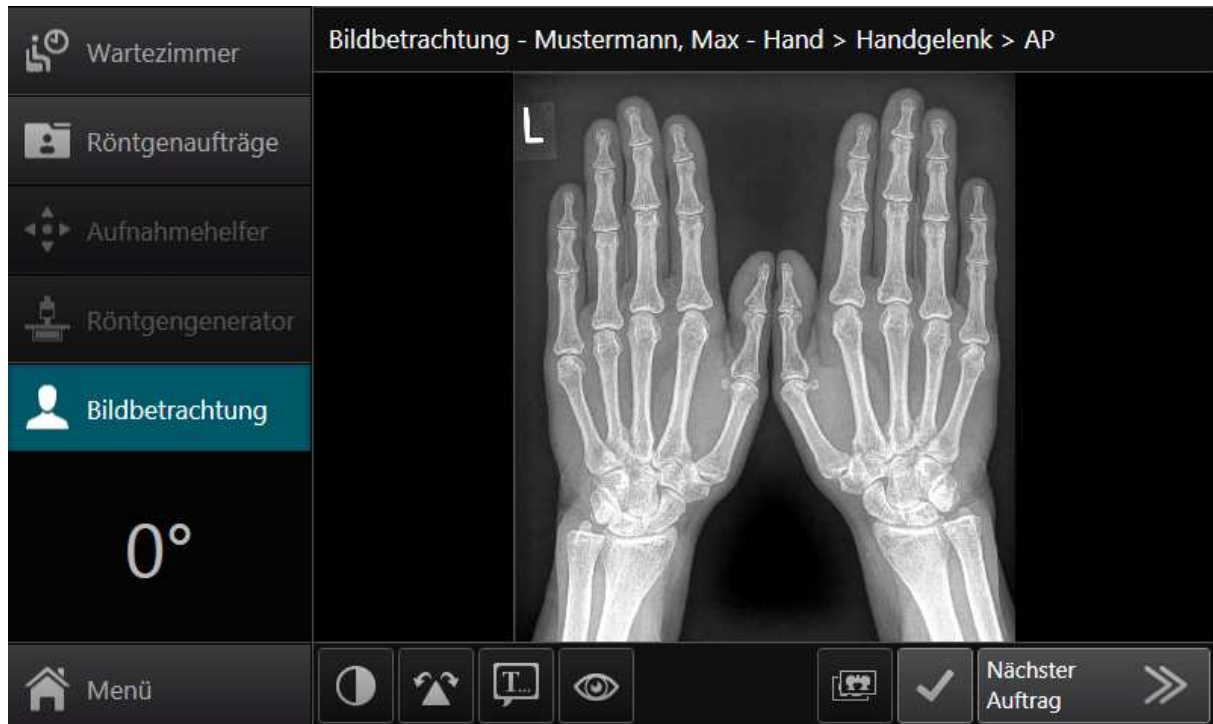 Wartezimmer
Röntgenaufträge
Aufnahmehelfer
Röntgengenerator
Bildbetrachtung
0°
Menü
Bildbetrachtung - Mustermann, Max - Hand > Handgelenk > AP
L
T...
Nächster
Auftrag